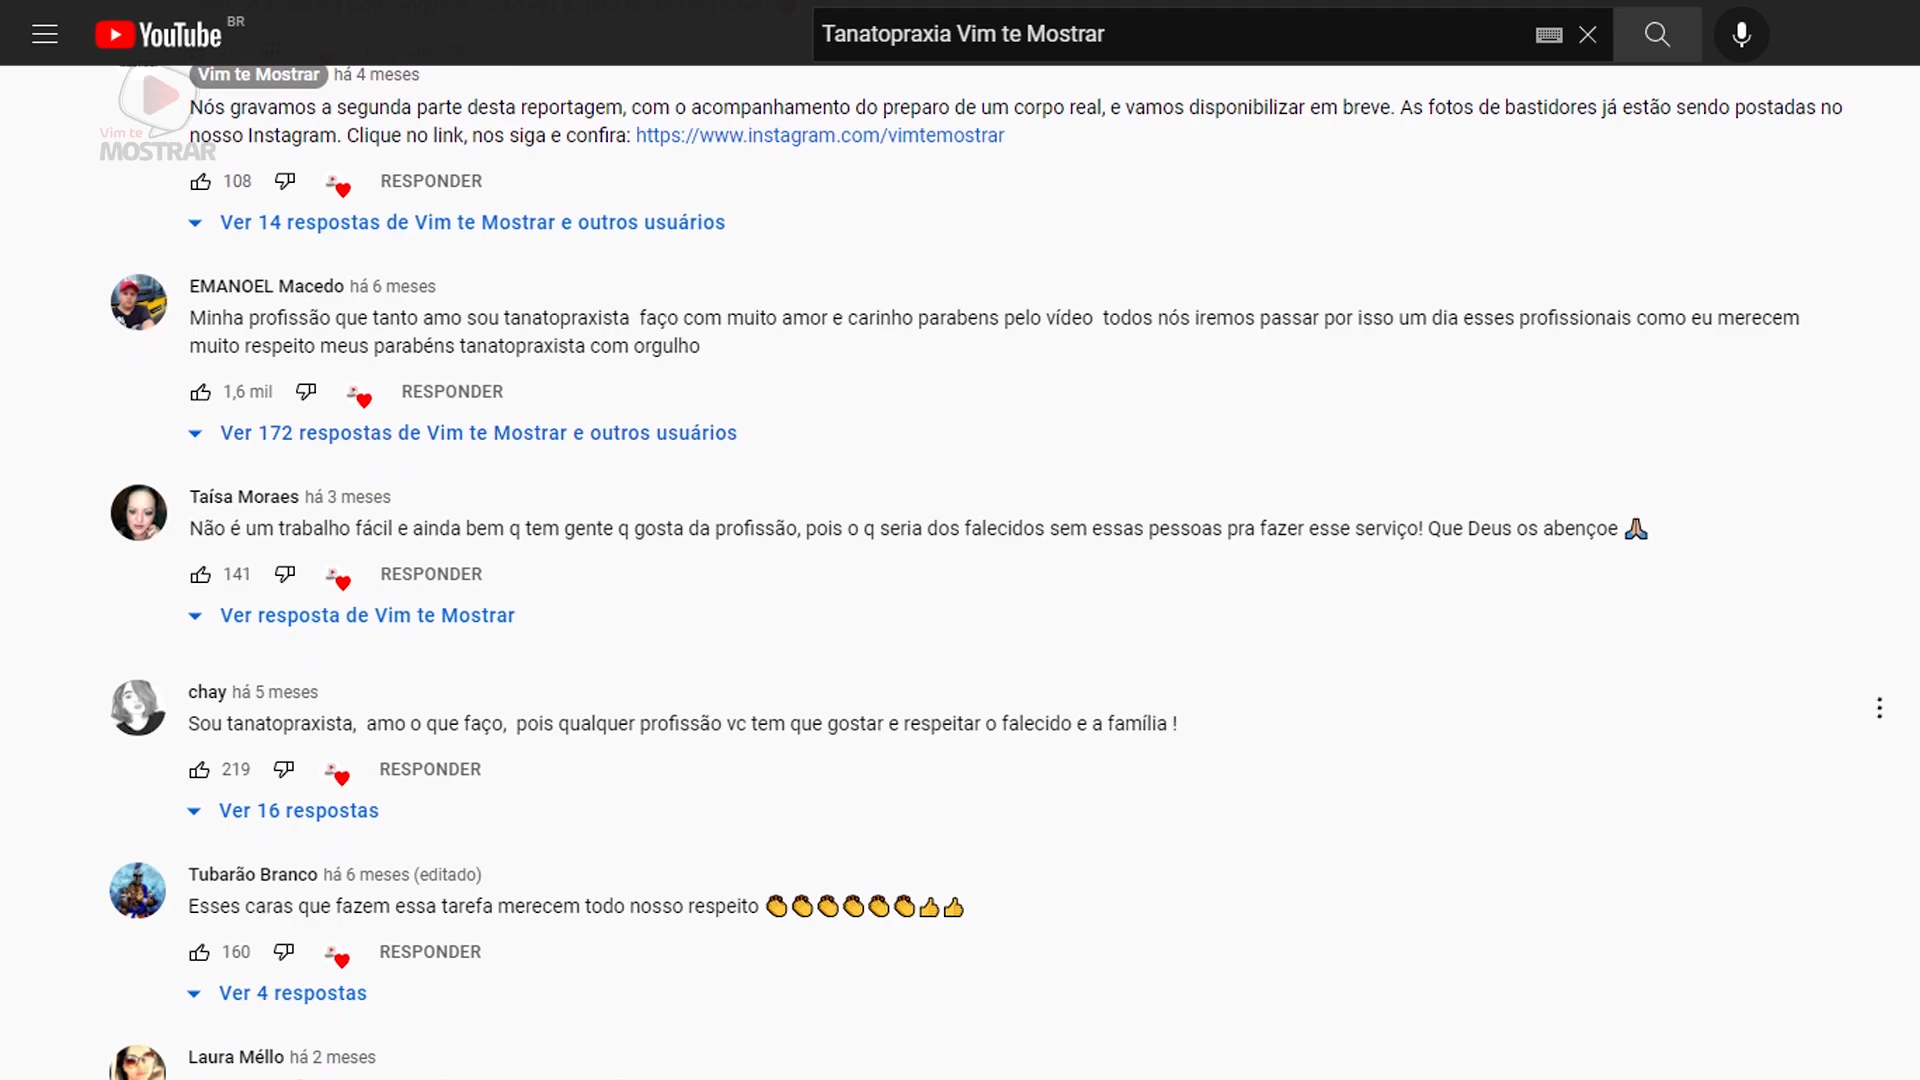 YouTube BR
Tanatopraxia Vim te Mostrar
Vim te Mostrar há 4 meses
Nós gravamos a segunda parte desta reportagem, com o acompanhamento do preparo de um corpo real, e vamos disponibilizar em breve. As fotos de bastidores já estão sendo postadas no
nosso Instagram. Clique no link, nos siga e confira: https://www.instagram.com/vimtemostrar
Vim te
MOSTRAR
108 RESPONDER
Ver 14 respostas de Vim te Mostrar e outros usuários
EMANOEL Macedo há 6 meses
Minha profissão que tanto amo sou tanatopraxista faço com muito amor e carinho parabens pelo vídeo todos nós iremos passar por isso um dia esses profissionais como eu merecem
muito respeito meus parabéns tanatopraxista com orgulho
1,6 mil RESPONDER
Ver 172 respostas de Vim te Mostrar e outros usuários
Taísa Moraes há 3 meses
Não é um trabalho fácil e ainda bem q tem gente q gosta da profissão, pois o q seria dos falecidos sem essas pessoas pra fazer esse serviço! Que Deus os abençoe 🙏🏼
141 RESPONDER
Ver resposta de Vim te Mostrar
chay há 5 meses
Sou tanatopraxista, amo o que faço, pois qualquer profissão vc tem que gostar e respeitar o falecido e a família !
219 RESPONDER
Ver 16 respostas
Tubarão Branco há 6 meses (editado)
Esses caras que fazem essa tarefa merecem todo nosso respeito 👏👏👏👏👏👏👍👍
160 RESPONDER
Ver 4 respostas
Laura Méllo há 2 meses